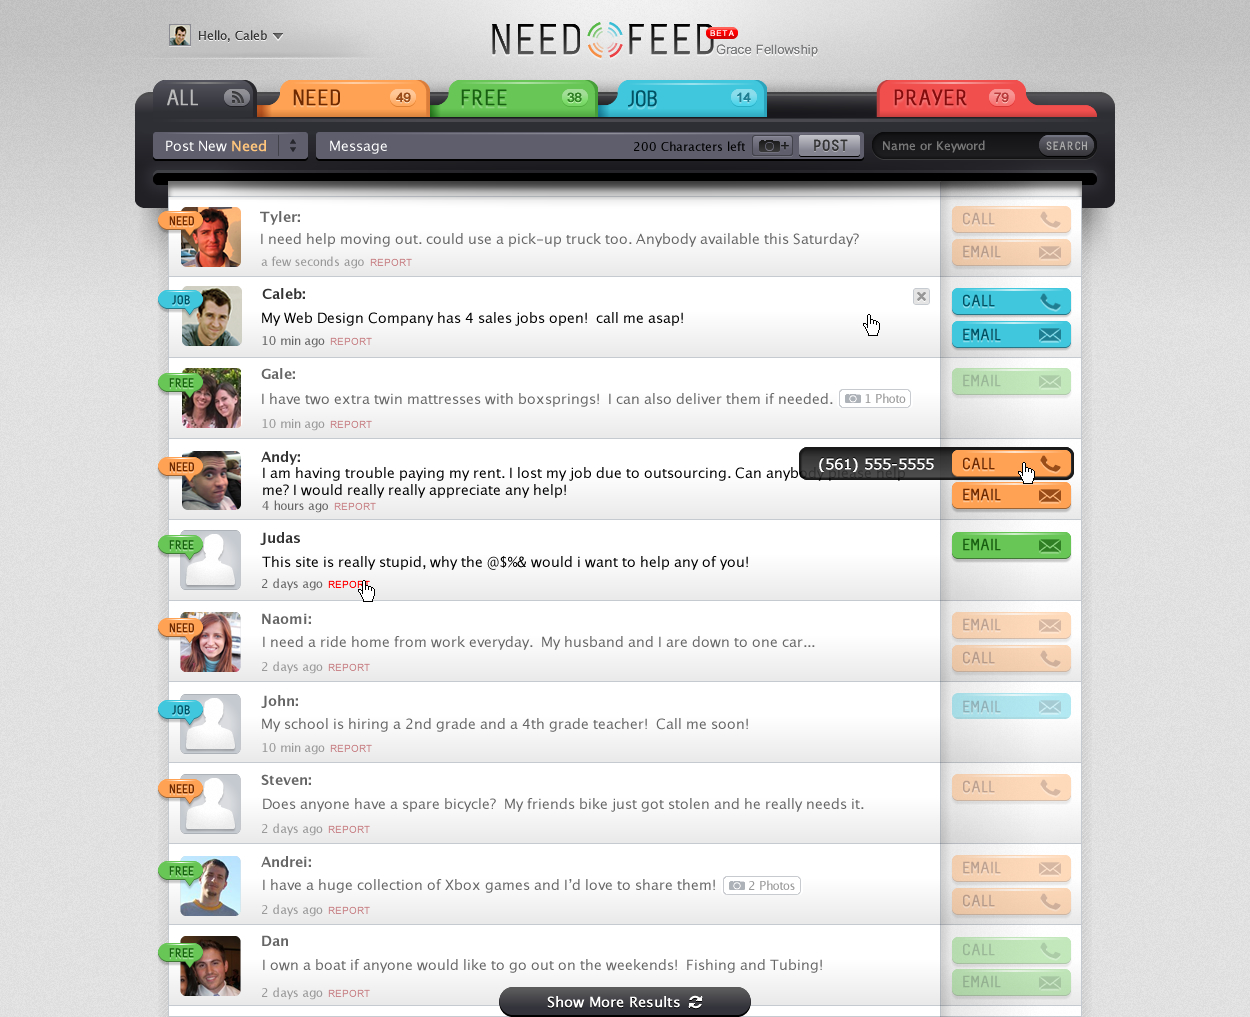 Hello, Caleb
NEED FEED BETA
Grace Fellowship
ALL
NEED 49
FREE 38
JOB 14
PRAYER 79
Post New Need
Message
200 Characters left
+
POST
Name or Keyword
SEARCH
NEED
Tyler:
I need help moving out. could use a pick-up truck too. Anybody available this Saturday?
a few seconds ago REPORT
CALL
EMAIL
JOB
Caleb:
My Web Design Company has 4 sales jobs open!  call me asap!
10 min ago REPORT
CALL
EMAIL
FREE
Gale:
I have two extra twin mattresses with boxsprings!  I can also deliver them if needed. 1 Photo
10 min ago REPORT
EMAIL
NEED
Andy:
I am having trouble paying my rent. I lost my job due to outsourcing. Can anybody please help
me? I would really really appreciate any help!
4 hours ago REPORT
(561) 555-5555
CALL
EMAIL
FREE
Judas
This site is really stupid, why the @$%& would i want to help any of you!
2 days ago REPORT
EMAIL
NEED
Naomi:
I need a ride home from work everyday.  My husband and I are down to one car...
2 days ago REPORT
EMAIL
CALL
JOB
John:
My school is hiring a 2nd grade and a 4th grade teacher!  Call me soon!
10 min ago REPORT
EMAIL
NEED
Steven:
Does anyone have a spare bicycle?  My friends bike just got stolen and he really needs it.
2 days ago REPORT
CALL
FREE
Andrei:
I have a huge collection of Xbox games and I'd love to share them! 2 Photos
2 days ago REPORT
EMAIL
CALL
FREE
Dan
I own a boat if anyone would like to go out on the weekends!  Fishing and Tubing!
2 days ago REPORT
CALL
EMAIL
Show More Results